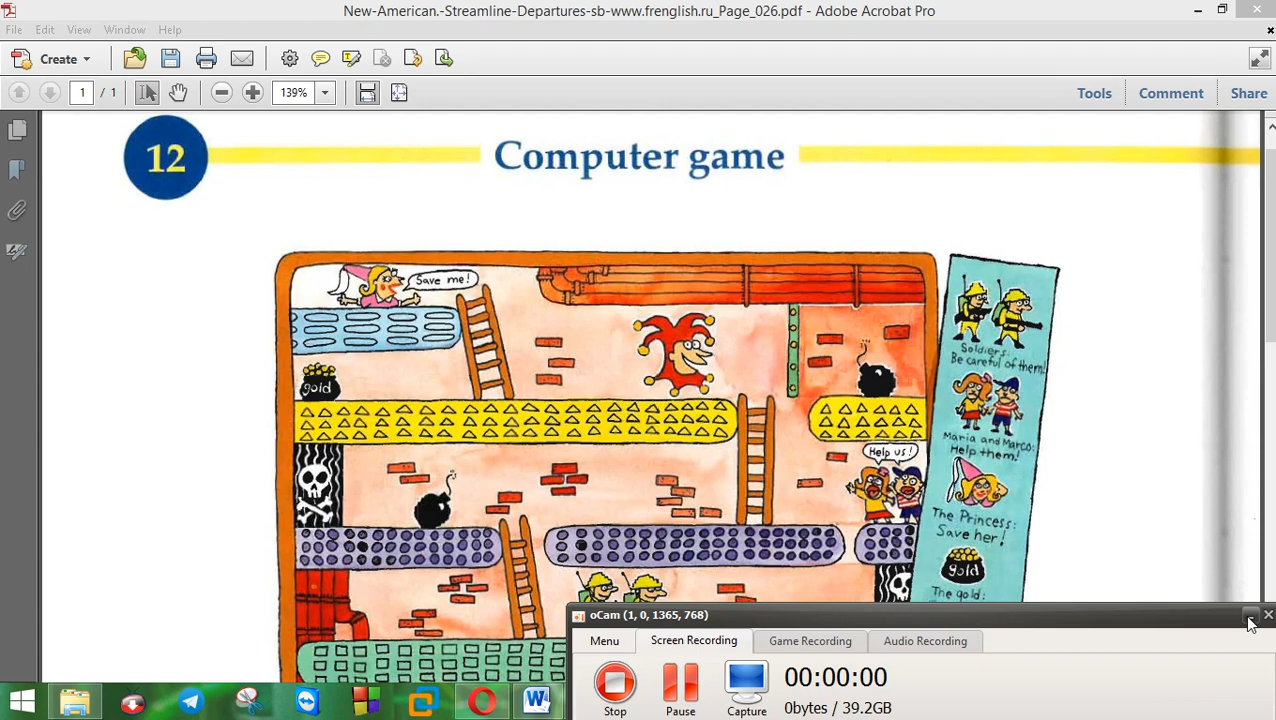 New-American.-Streamline-Departures-sb-www.frenglish.ru_Page_026.pdf - Adobe Acrobat Pro
File Edit View Window Help
Create
1 / 1 139% Tools Comment Share
12 Computer game
Save me!
gold
Soldiers:
Be careful of them!
Maria and Marco:
Help them!
Help us!
The Princess:
Save her!
gold
The gold:
oCam (1, 0, 1365, 768)
Menu Screen Recording Game Recording Audio Recording
00:00:00
Stop Pause Capture 0bytes / 39.2GB